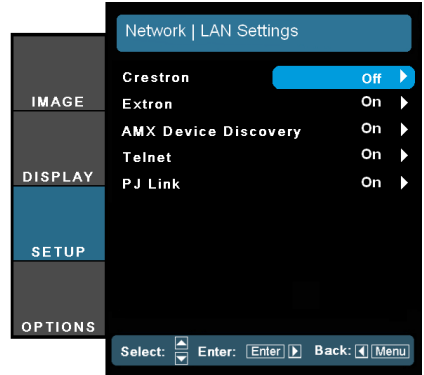 Network | LAN Settings
Crestron Off
Extron On
AMX Device Discovery On
Telnet On
PJ Link On
IMAGE
DISPLAY
SETUP
OPTIONS
Select: Enter: Enter Back: Menu